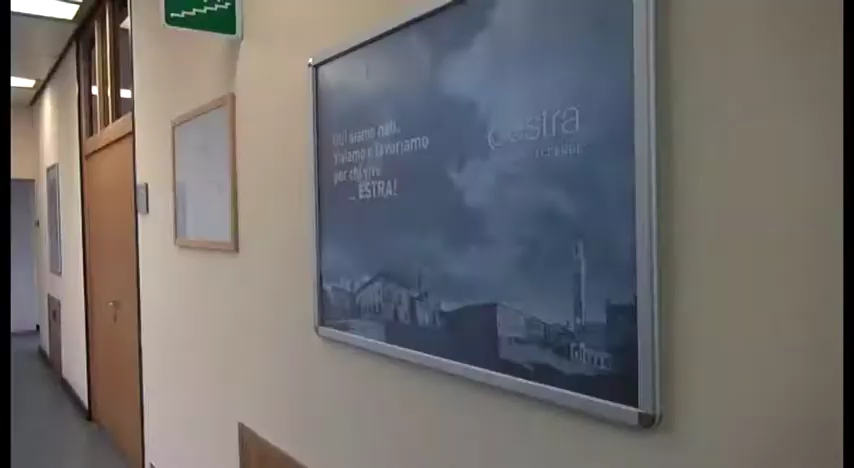 Qui siamo nati.
Viviamo e lavoriamo
per chi vive
_ ESTRA!
estra